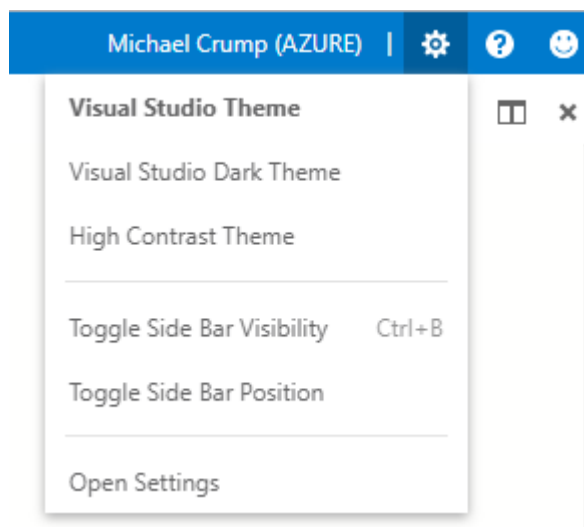 Michael Crump (AZURE) |
Visual Studio Theme
Visual Studio Dark Theme
High Contrast Theme
Toggle Side Bar Visibility Ctrl+B
Toggle Side Bar Position
Open Settings